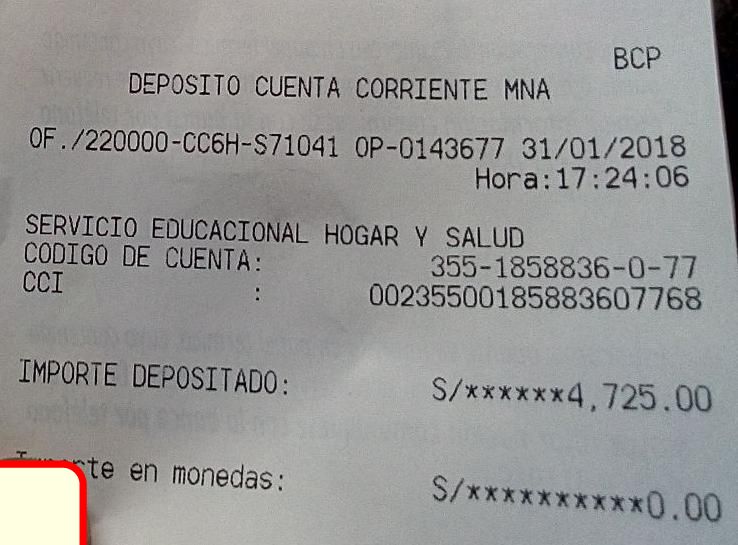 BCP
DEPOSITO CUENTA CORRIENTE MNA
OF./220000-CC6H-S71041 OP-0143677 31/01/2018
Hora:17:24:06
SERVICIO EDUCACIONAL HOGAR Y SALUD
CODIGO DE CUENTA: 355-1858836-0-77
CCI : 00235500185883607768
IMPORTE DEPOSITADO: S/******4,725.00
Importe en monedas: S/**********0.00